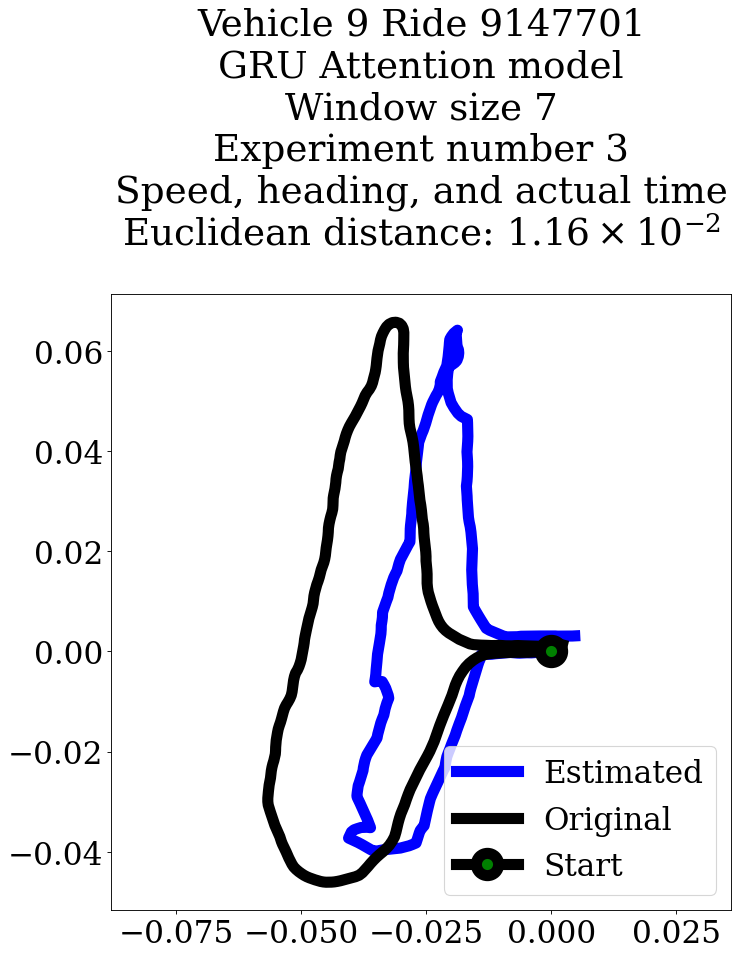 Vehicle 9 Ride 9147701
GRU Attention model
Window size 7
Experiment number 3
Speed, heading, and actual time
Euclidean distance: 1.16 × 10⁻²
0.06
0.04
0.02
0.00
−0.02
−0.04
Estimated
Original
Start
−0.075 −0.050 −0.025 0.000 0.025